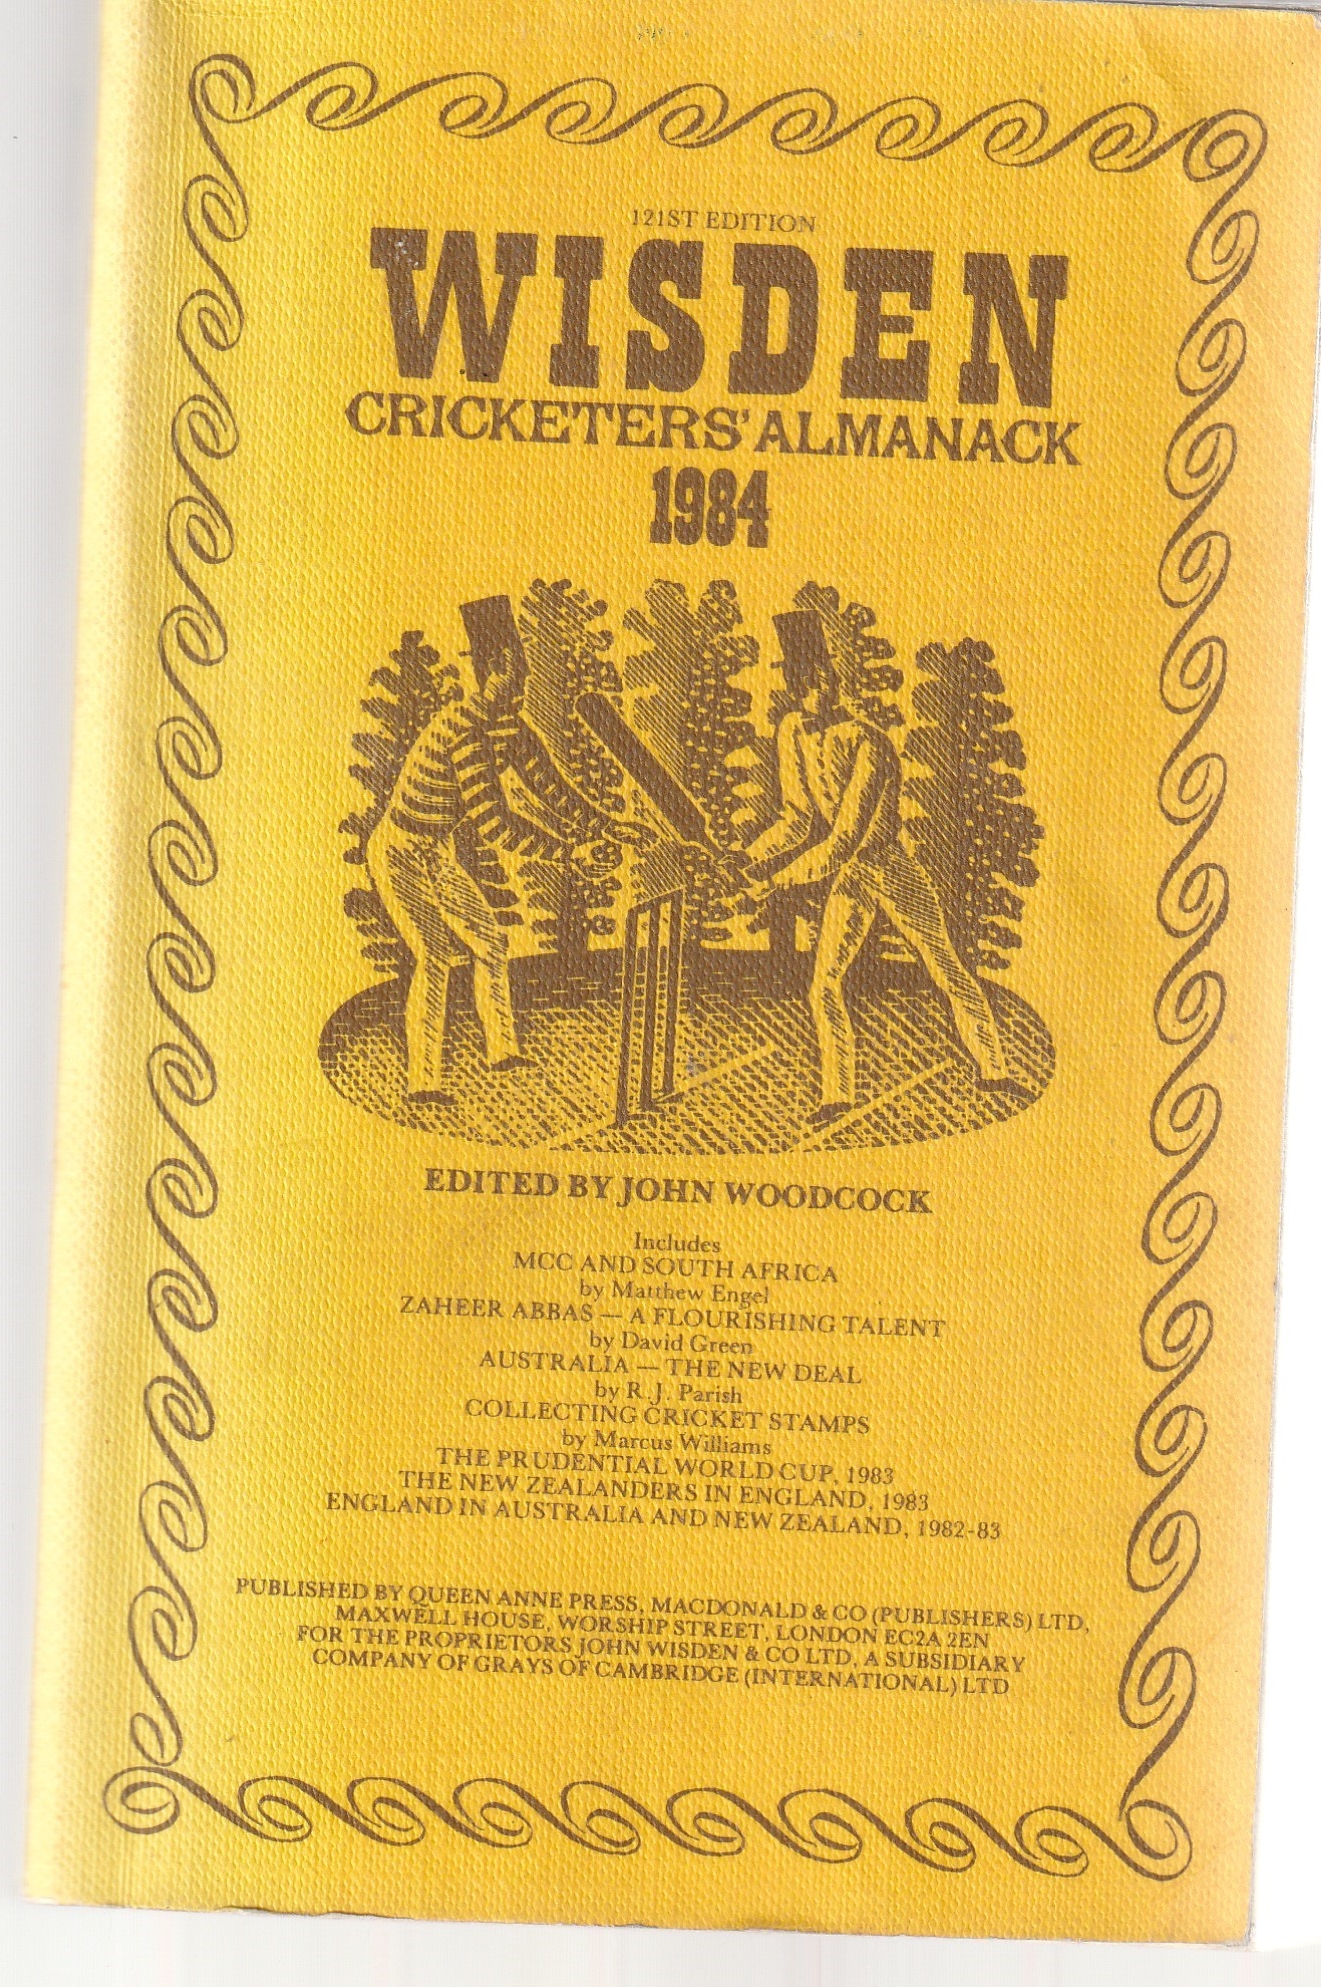 121ST EDITION
WISDEN
CRICKETERS' ALMANACK
1984
EDITED BY JOHN WOODCOCK
Includes
MCC AND SOUTH AFRICA
by Matthew Engel
ZAHEER ABBAS — A FLOURISHING TALENT
by David Green
AUSTRALIA — THE NEW DEAL
by R.J. Parish
COLLECTING CRICKET STAMPS
by Marcus Williams
THE PRUDENTIAL WORLD CUP, 1983
THE NEW ZEALANDERS IN ENGLAND, 1983
ENGLAND IN AUSTRALIA AND NEW ZEALAND, 1982-83
PUBLISHED BY QUEEN ANNE PRESS, MACDONALD & CO (PUBLISHERS) LTD,
MAXWELL HOUSE, WORSHIP STREET, LONDON EC2A 2EN
FOR THE PROPRIETORS JOHN WISDEN & CO LTD, A SUBSIDIARY
COMPANY OF GRAYS OF CAMBRIDGE (INTERNATIONAL) LTD